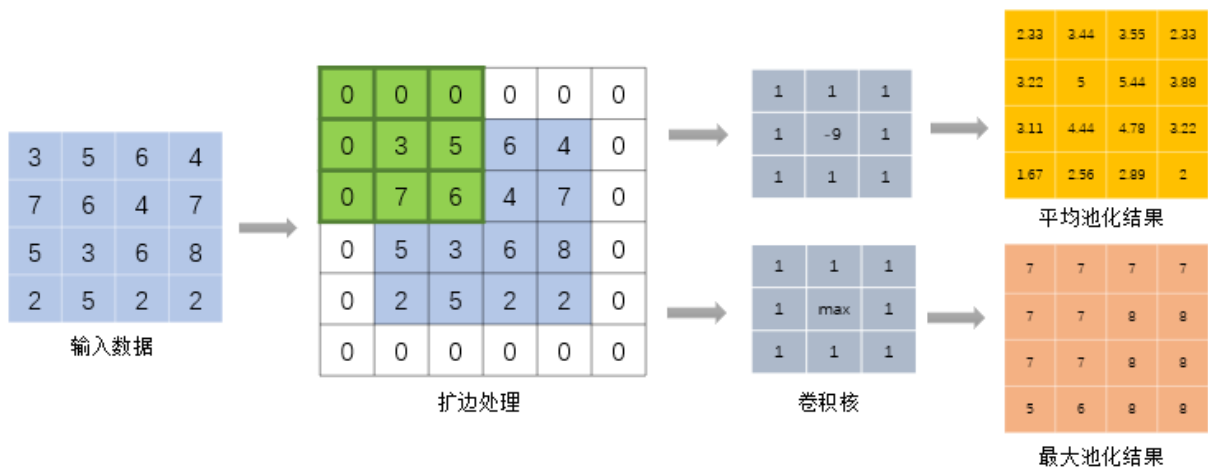 3 5 6 4
7 6 4 7
5 3 6 8
2 5 2 2
输入数据
0 0 0 0 0 0
0 3 5 6 4 0
0 7 6 4 7 0
0 5 3 6 8 0
0 2 5 2 2 0
0 0 0 0 0 0
扩边处理
1 1 1
1 -9 1
1 1 1
1 1 1
1 max 1
1 1 1
卷积核
2.33 3.44 3.55 2.33
3.22 5 5.44 3.88
3.11 4.44 4.78 3.22
1.67 2.56 2.89 2
平均池化结果
7 7 7 7
7 7 8 8
7 7 8 8
5 6 8 8
最大池化结果